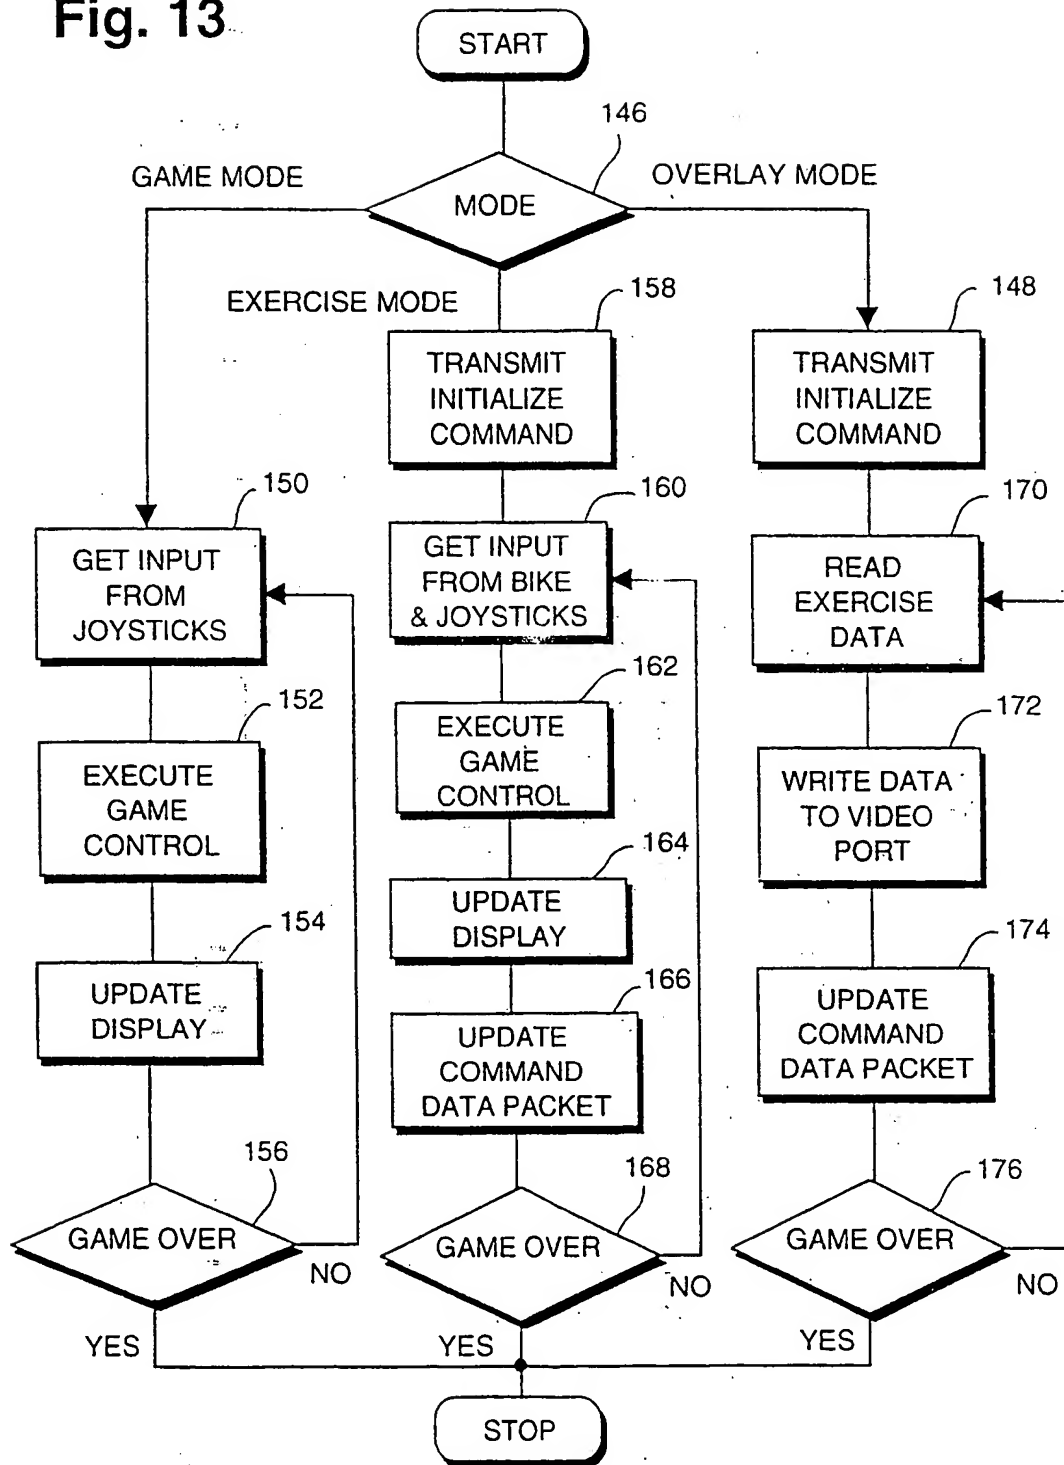 Fig. 13
START
146
GAME MODE
MODE
OVERLAY MODE
EXERCISE MODE
158
TRANSMIT
INITIALIZE
COMMAND
148
TRANSMIT
INITIALIZE
COMMAND
150
GET INPUT
FROM
JOYSTICKS
160
GET INPUT
FROM BIKE
& JOYSTICKS
170
READ
EXERCISE
DATA
152
EXECUTE
GAME
CONTROL
162
EXECUTE
GAME
CONTROL
172
WRITE DATA
TO VIDEO
PORT
154
UPDATE
DISPLAY
164
UPDATE
DISPLAY
166
UPDATE
COMMAND
DATA PACKET
174
UPDATE
COMMAND
DATA PACKET
156
GAME OVER
NO
YES
168
GAME OVER
NO
YES
176
GAME OVER
NO
YES
STOP